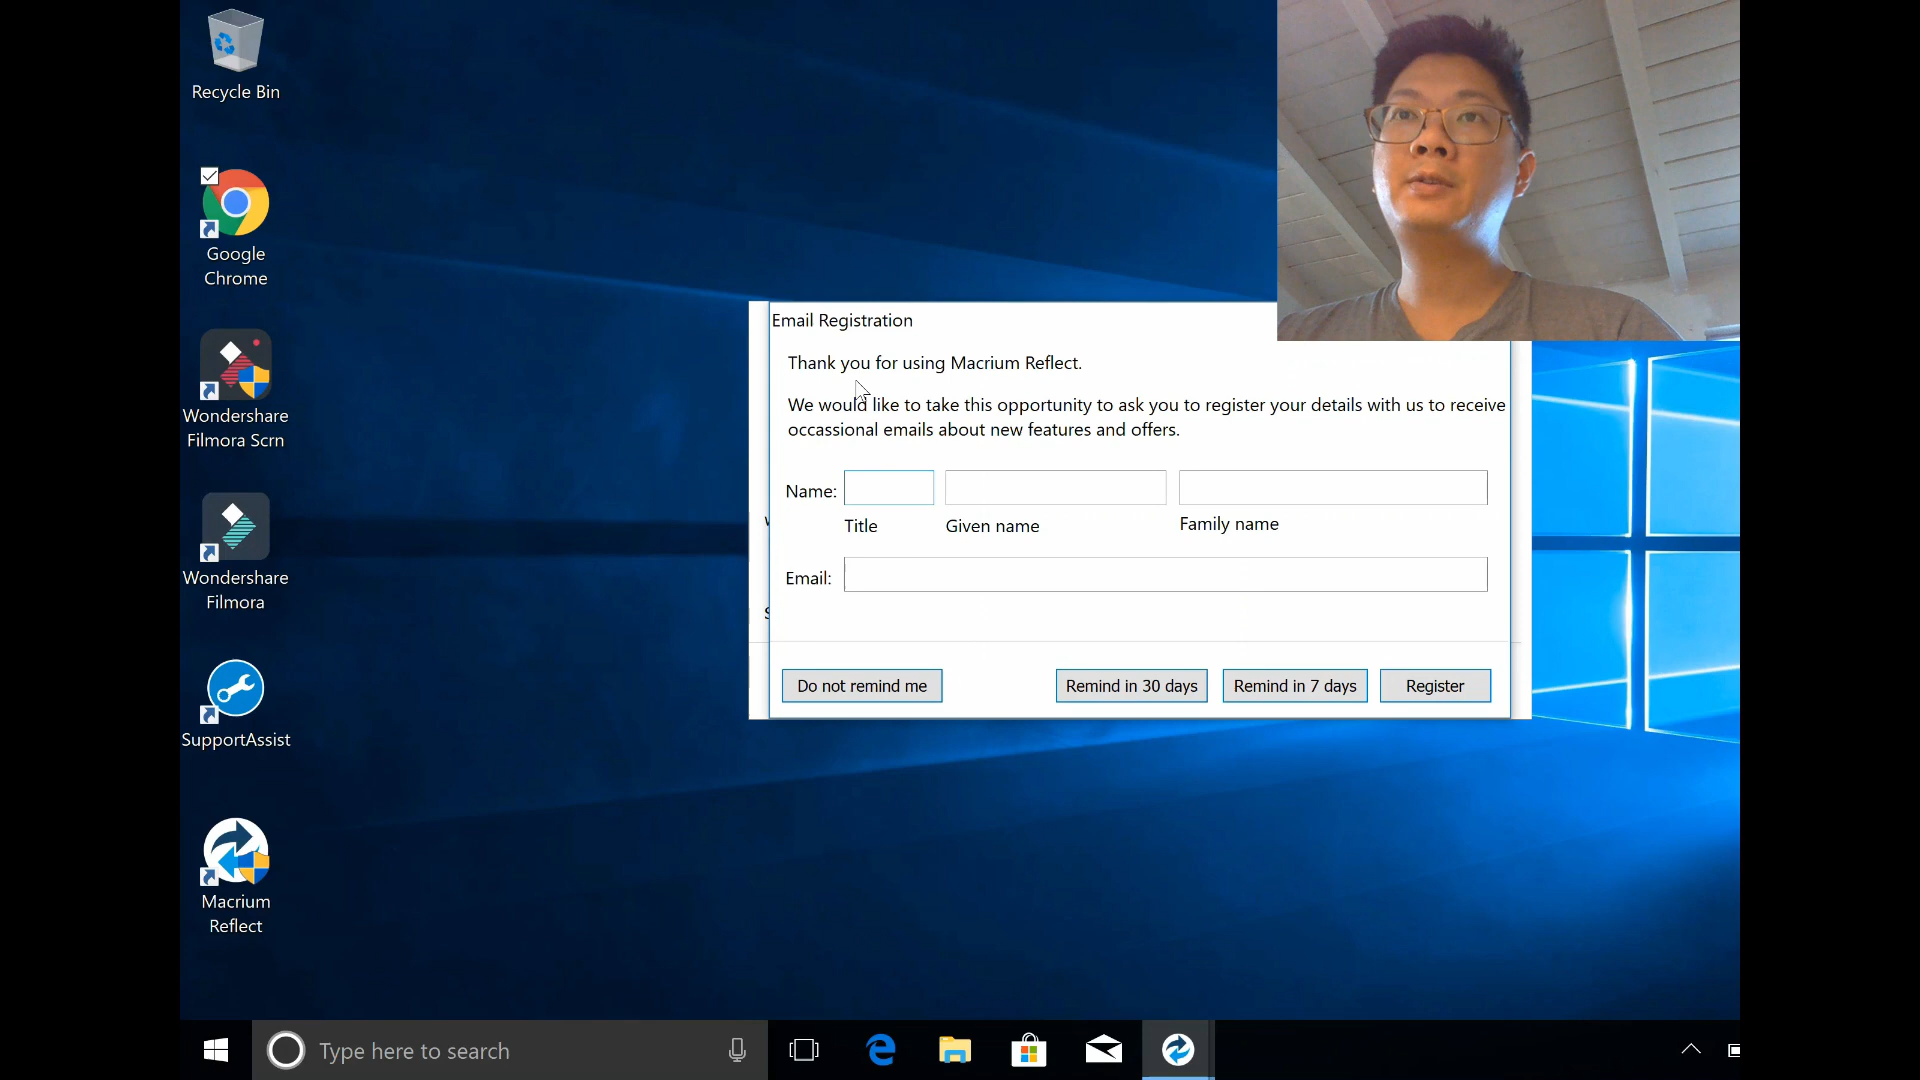 Recycle Bin
Google
Chrome
Wondershare
Filmora Scrn
Wondershare
Filmora
SupportAssist
Macrium
Reflect
Email Registration
Thank you for using Macrium Reflect.
We would like to take this opportunity to ask you to register your details with us to receive
occassional emails about new features and offers.
Name:
Title
Given name
Family name
Email:
Do not remind me
Remind in 30 days
Remind in 7 days
Register
Type here to search